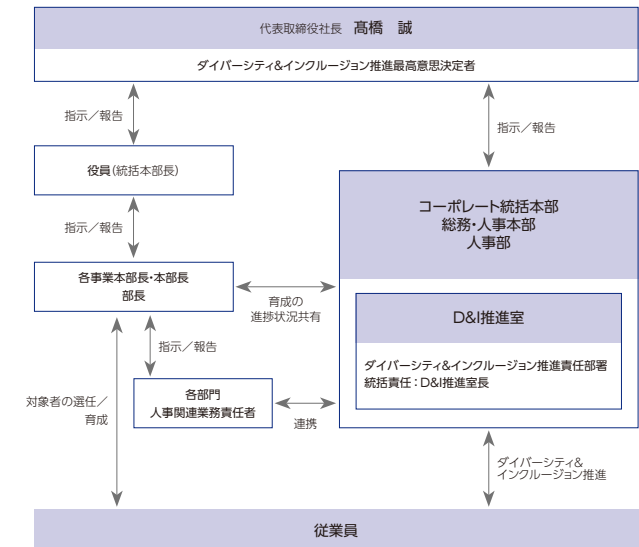 代表取締役社長 髙橋 誠
ダイバーシティ&インクルージョン推進最高意思決定者
指示／報告
指示／報告
役員(統括本部長)
指示／報告
コーポレート統括本部
総務・人事本部
人事部
各事業本部長・本部長
部長
育成の
進捗状況共有
D&I推進室
ダイバーシティ&インクルージョン推進責任部署
統括責任：D&I推進室長
指示／報告
対象者の選任／
育成
各部門
人事関連業務責任者
連携
ダイバーシティ&
インクルージョン推進
従業員